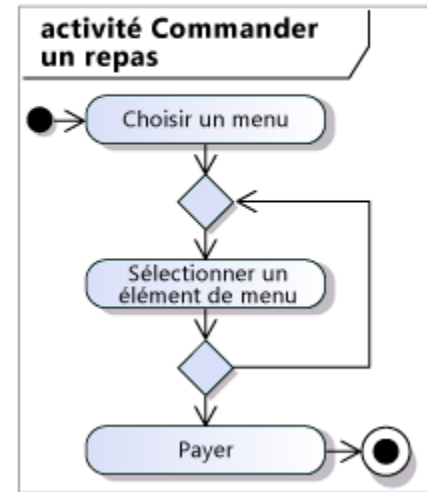 activité Commander
un repas
Choisir un menu
Sélectionner un
élément de menu
Payer